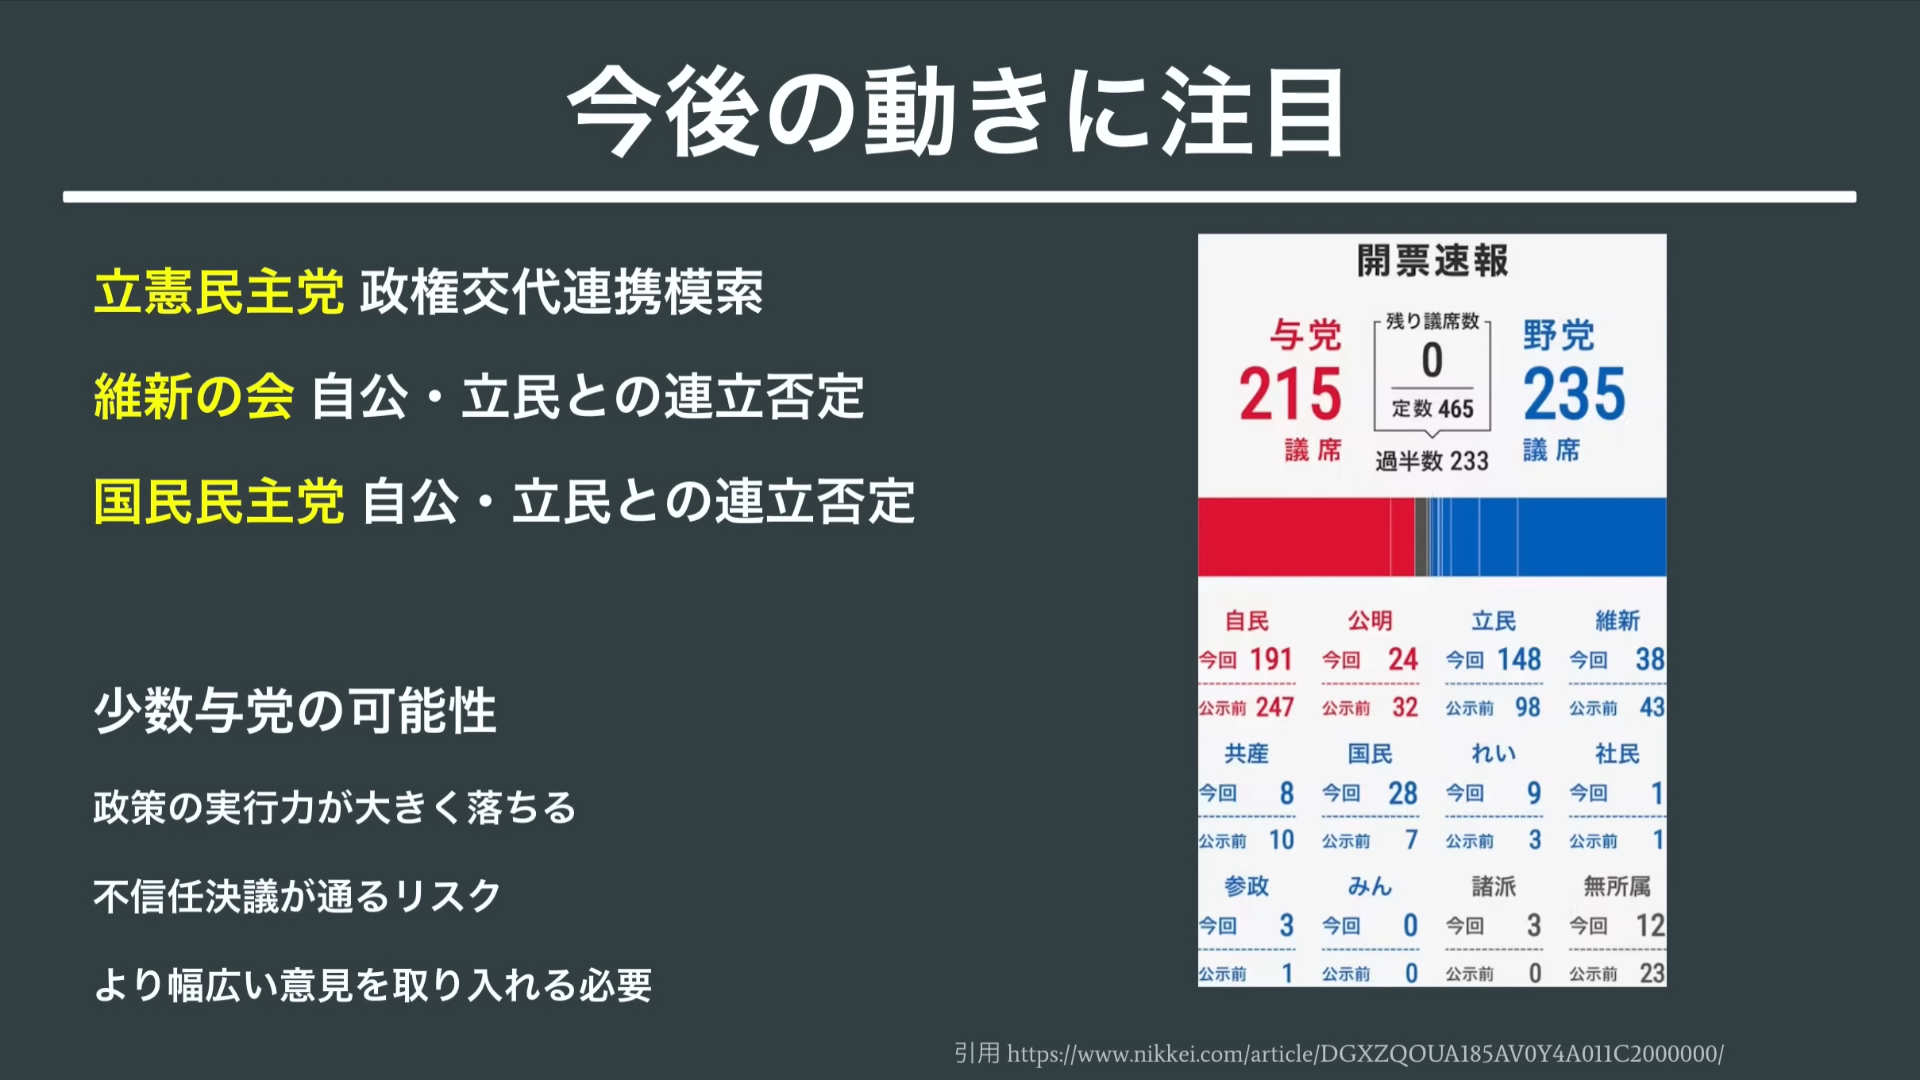 今後の動きに注目
立憲民主党 政権交代連携模索
維新の会 自公・立民との連立否定
国民民主党 自公・立民との連立否定
少数与党の可能性
政策の実行力が大きく落ちる
不信任決議が通るリスク
より幅広い意見を取り入れる必要
開票速報
与党 残り議席数 野党
215 0 235
定数 465
議席 過半数 233 議席
自民 公明 立民 維新
今回 191 今回 24 今回 148 今回 38
公示前 247 公示前 32 公示前 98 公示前 43
共産 国民 れい 社民
今回 8 今回 28 今回 9 今回 1
公示前 10 公示前 7 公示前 3 公示前 1
参政 みん 諸派 無所属
今回 3 今回 0 今回 3 今回 12
公示前 1 公示前 0 公示前 0 公示前 23
引用 https://www.nikkei.com/article/DGXZQOUA185AV0Y4A011C2000000/